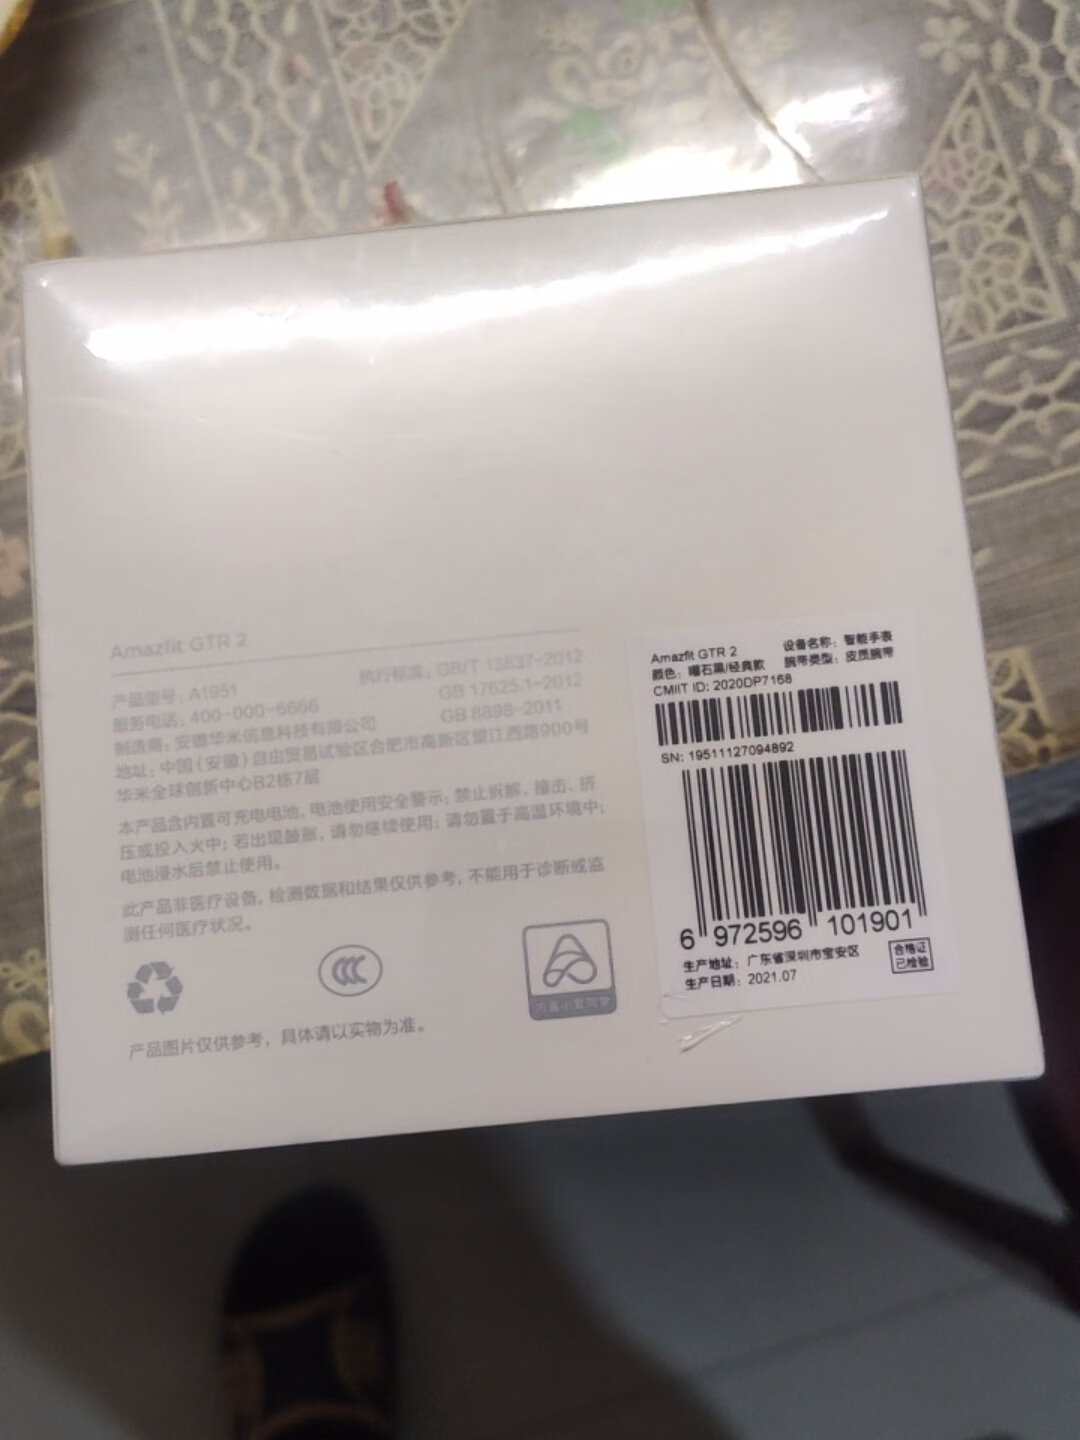 Amazfit GTR 2
产品型号: A1951 执行标准: GB/T 13837-2012
服务电话: 400-000-6666 GB 17625.1-2012
制造商: 安徽华米信息科技有限公司 GB 8898-2011
地址: 中国(安徽)自由贸易试验区合肥市高新区望江西路900号
华米全球创新中心B2栋7层
本产品含内置可充电电池, 电池使用安全警示; 禁止拆解、撞击、挤
压或投入火中; 若出现鼓胀, 请勿继续使用; 请勿置于高温环境中;
电池浸水后禁止使用。
此产品非医疗设备, 检测数据和结果仅供参考, 不能用于诊断或监
测任何医疗状况。
CCC
内置小爱同学
产品图片仅供参考, 具体请以实物为准。
Amazfit GTR 2 设备名称: 智能手表
颜色: 曜石黑/经典款 腕带类型: 皮质腕带
CMIIT ID: 2020DP7168
SN: 19511127094892
6 972596 101901
生产地址: 广东省深圳市宝安区
生产日期: 2021.07
合格证
已检验